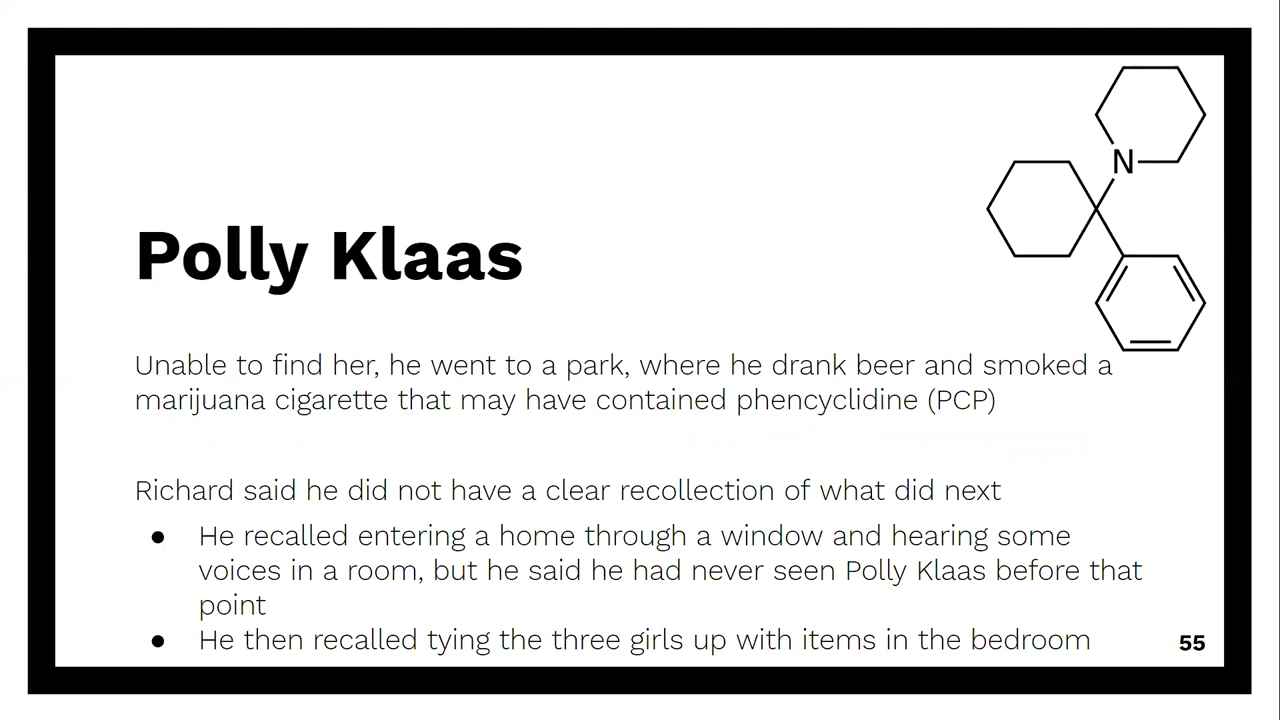 N
Polly Klaas
Unable to find her, he went to a park, where he drank beer and smoked a
marijuana cigarette that may have contained phencyclidine (PCP)
Richard said he did not have a clear recollection of what did next
● He recalled entering a home through a window and hearing some
voices in a room, but he said he had never seen Polly Klaas before that
point
● He then recalled tying the three girls up with items in the bedroom
55